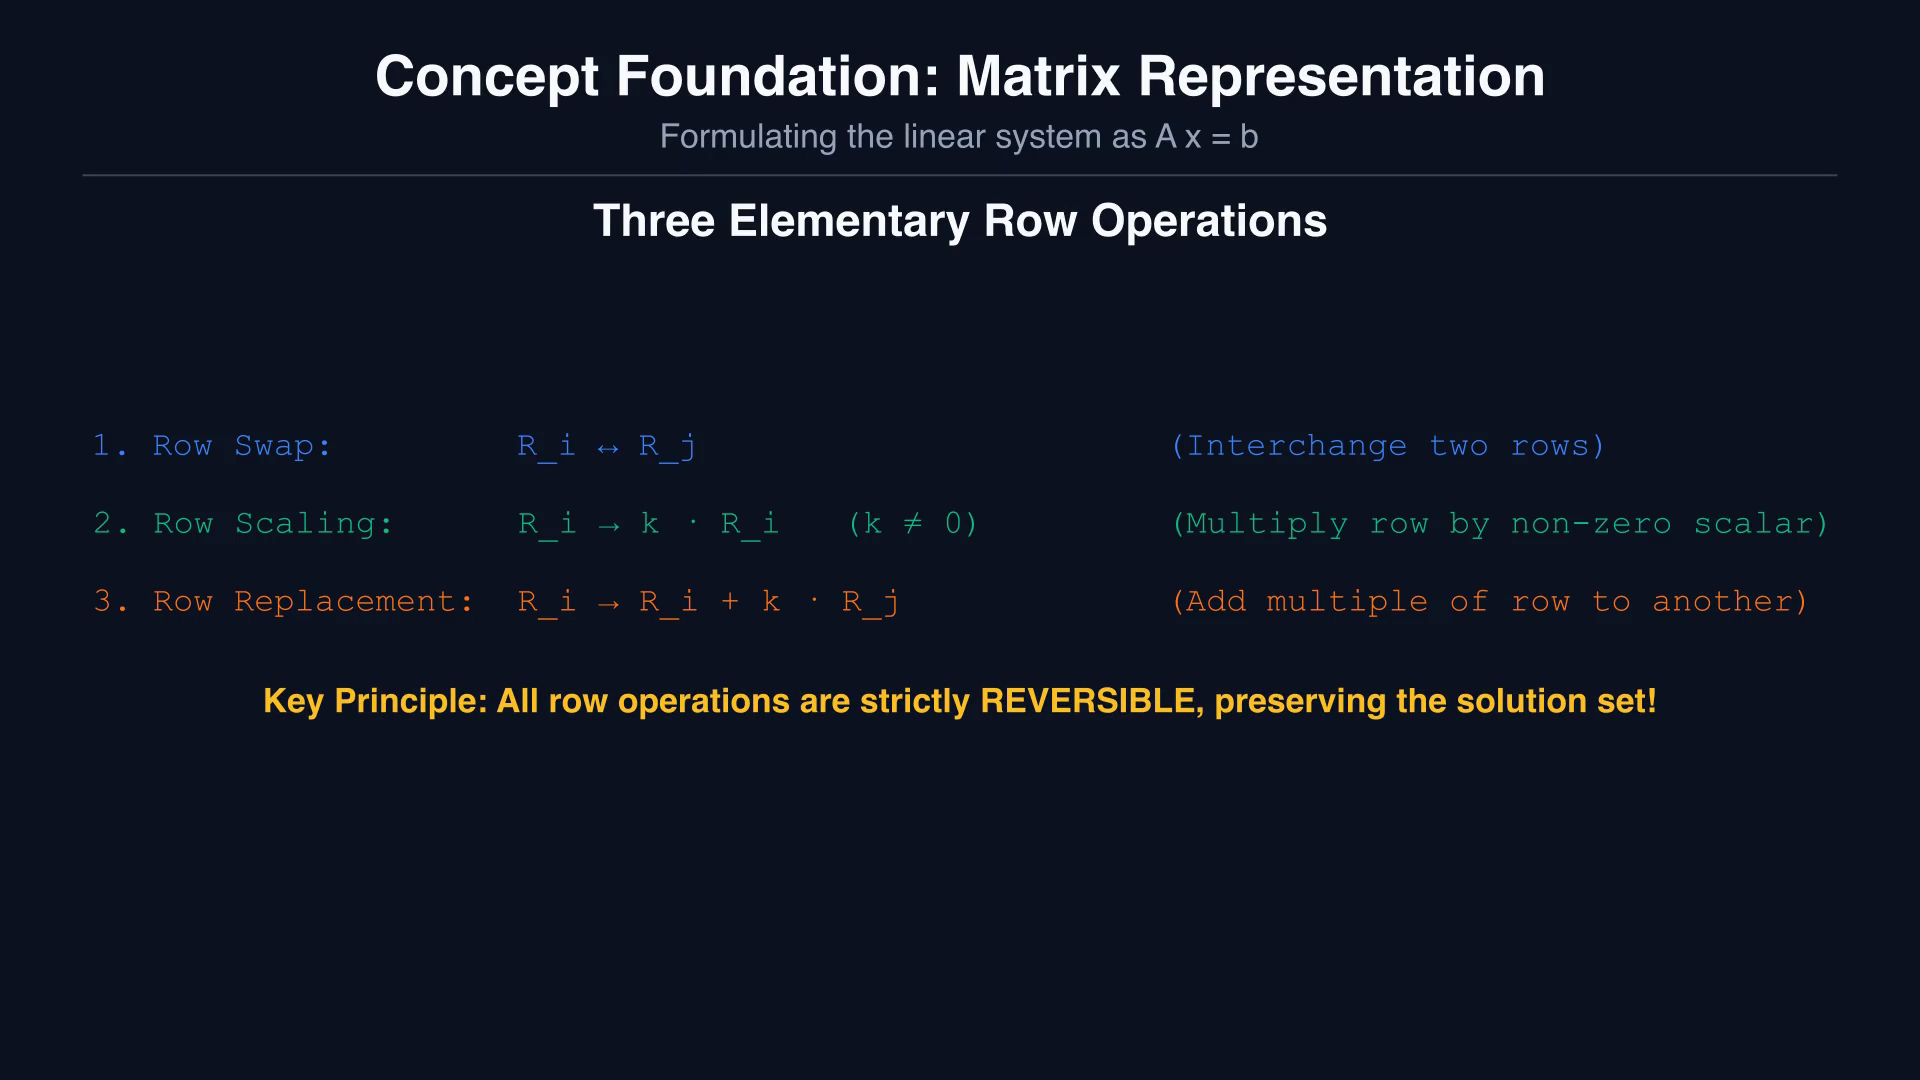 Concept Foundation: Matrix Representation
Formulating the linear system as A x = b
Three Elementary Row Operations
1. Row Swap: R_i ↔ R_j (Interchange two rows)
2. Row Scaling: R_i → k · R_i (k ≠ 0) (Multiply row by non-zero scalar)
3. Row Replacement: R_i → R_i + k · R_j (Add multiple of row to another)
Key Principle: All row operations are strictly REVERSIBLE, preserving the solution set!